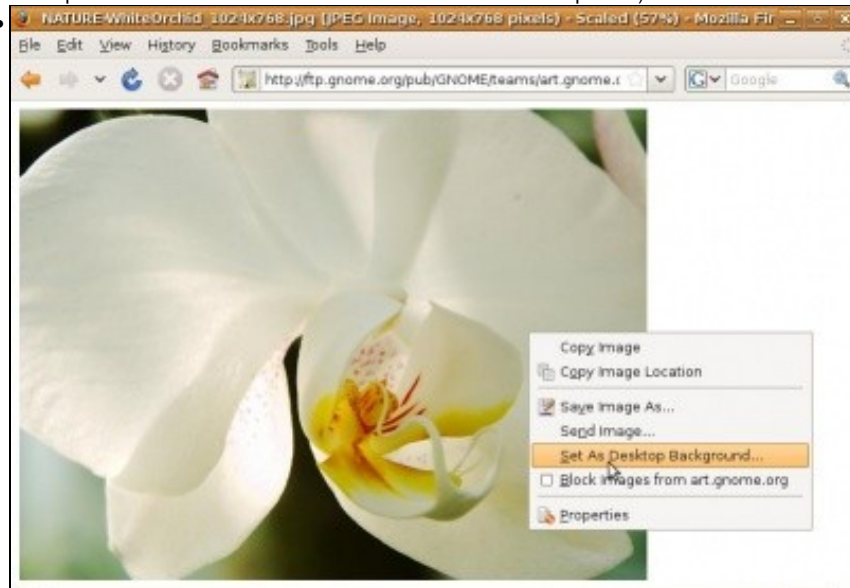 NATURE-WhiteOrchid_1024x768.jpg (JPEG Image, 1024x768 pixels) - Scaled (57%) - Mozilla Fir
File Edit View History Bookmarks Tools Help
http://ftp.gnome.org/pub/GNOME/teams/art.gnome. Google
Copy Image
Copy Image Location
Save Image As...
Send Image...
Set As Desktop Background...
Block Images from art.gnome.org
Properties